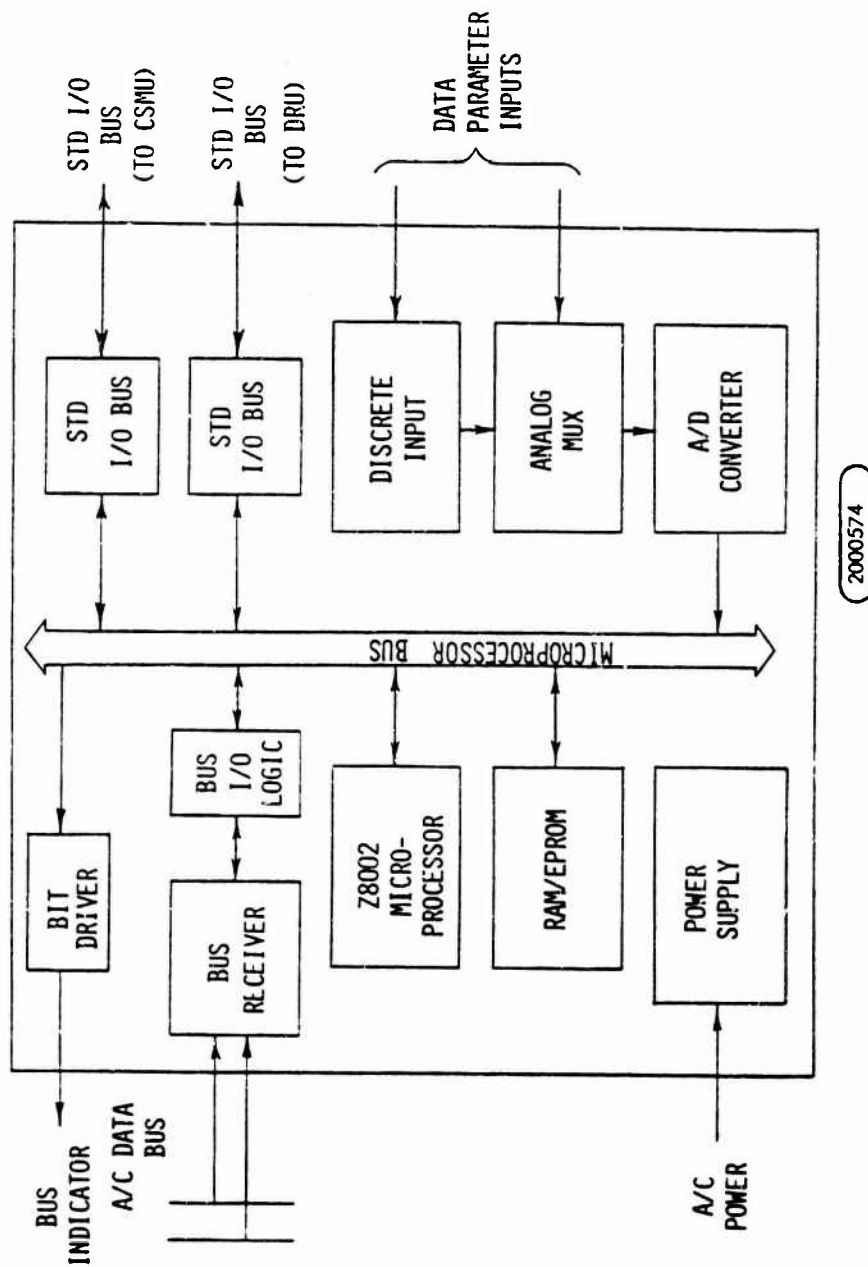 BUS
INDICATOR
A/C DATA
BUS
A/C
POWER
BIT
DRIVER
BUS
RECEIVER
BUS
I/O
LOGIC
Z8002
MICRO-
PROCESSOR
RAM/EPROM
POWER
SUPPLY
MICROPROCESSOR BUS
STD
I/O BUS
STD
I/O BUS
DISCRETE
INPUT
ANALOG
MUX
A/D
CONVERTER
STD I/O
BUS
(TO CSMU)
STD I/O
BUS
(TO DRU)
DATA
PARAMETER
INPUTS
2000574